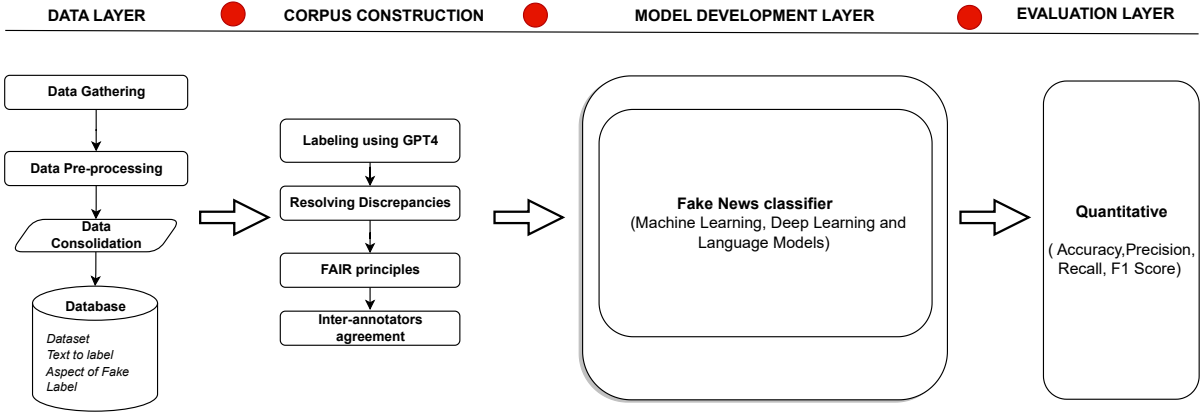 DATA LAYER
CORPUS CONSTRUCTION
MODEL DEVELOPMENT LAYER
EVALUATION LAYER
Data Gathering
Data Pre-processing
Data
Consolidation
Database
Dataset
Text to label
Aspect of Fake
Label
Labeling using GPT4
Resolving Discrepancies
FAIR principles
Inter-annotators
agreement
Fake News classifier
(Machine Learning, Deep Learning and
Language Models)
Quantitative
( Accuracy,Precision,
Recall, F1 Score)